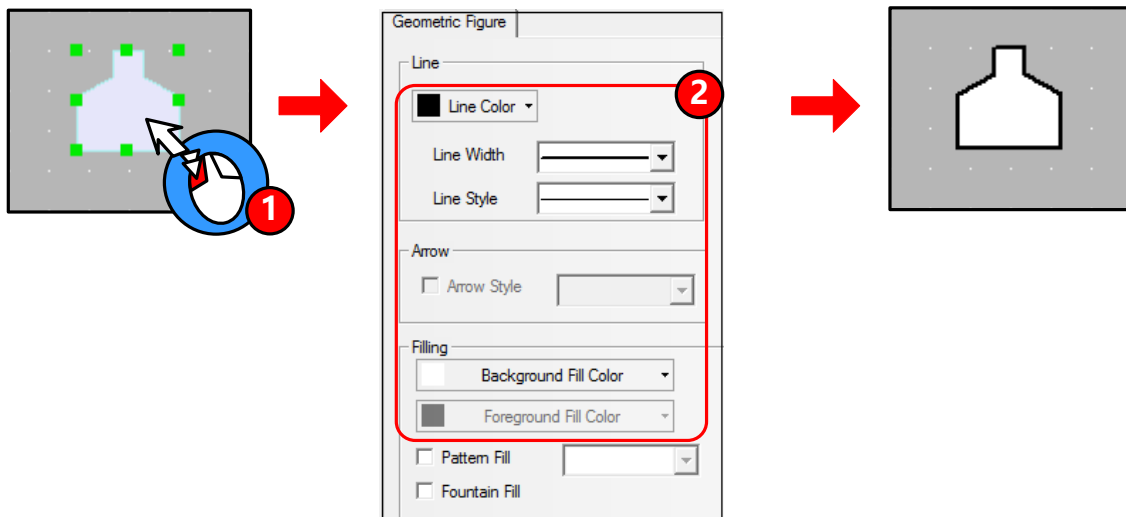 1
Geometric Figure
Line
2
Line Color
Line Width
Line Style
Arrow
Arrow Style
Filling
Background Fill Color
Foreground Fill Color
Pattern Fill
Fountain Fill